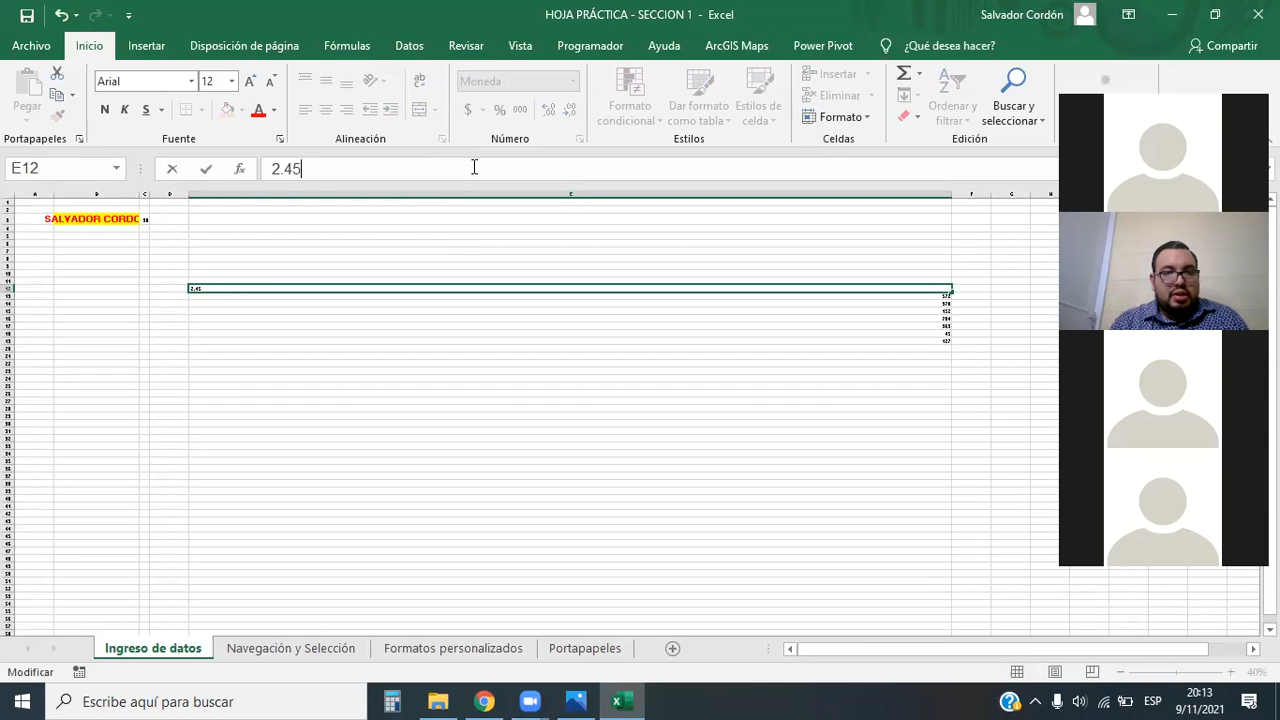 HOJA PRÁCTICA - SECCION 1 - Excel
Salvador Cordón
Archivo Inicio Insertar Disposición de página Fórmulas Datos Revisar Vista Programador Ayuda ArcGIS Maps Power Pivot ¿Qué desea hacer? Compartir
Pegar
Arial 12
N K S
Moneda
$ % 000
Formato condicional
Dar formato como tabla
Estilos de celda
Insertar
Eliminar
Formato
Ordenar y filtrar
Buscar y seleccionar
Portapapeles Fuente Alineación Número Estilos Celdas
E12 fx 2.45
A B C D E F G H
SALVADOR CORDO
2.45
Ingreso de datos Navegación y Selección Formatos personalizados Portapapeles
Modificar 40%
Escribe aquí para buscar
ESP
20:13
9/11/2021